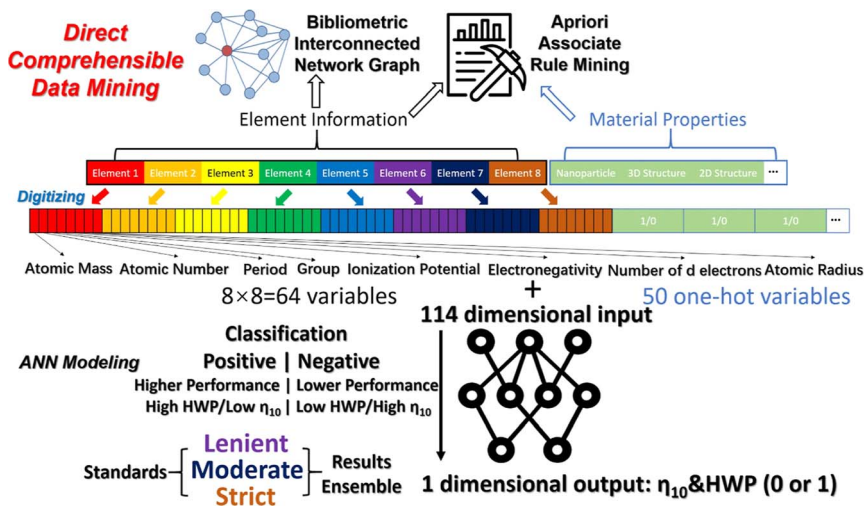 Direct
Comprehensible
Data Mining
Bibliometric
Interconnected
Network Graph
Apriori
Associate
Rule Mining
Element Information
Material Properties
Element 1 Element 2 Element 3 Element 4 Element 5 Element 6 Element 7 Element 8 Nanoparticle 3D Structure 2D Structure ...
Digitizing
1/0 1/0 1/0 ...
Atomic Mass Atomic Number Period Group Ionization Potential Electronegativity Number of d electrons Atomic Radius
8×8=64 variables + 50 one-hot variables
114 dimensional input
Classification
ANN Modeling Positive | Negative
Higher Performance | Lower Performance
High HWP/Low η₁₀ | Low HWP/High η₁₀
Lenient
Standards Moderate Results
Strict Ensemble
1 dimensional output: η₁₀&HWP (0 or 1)